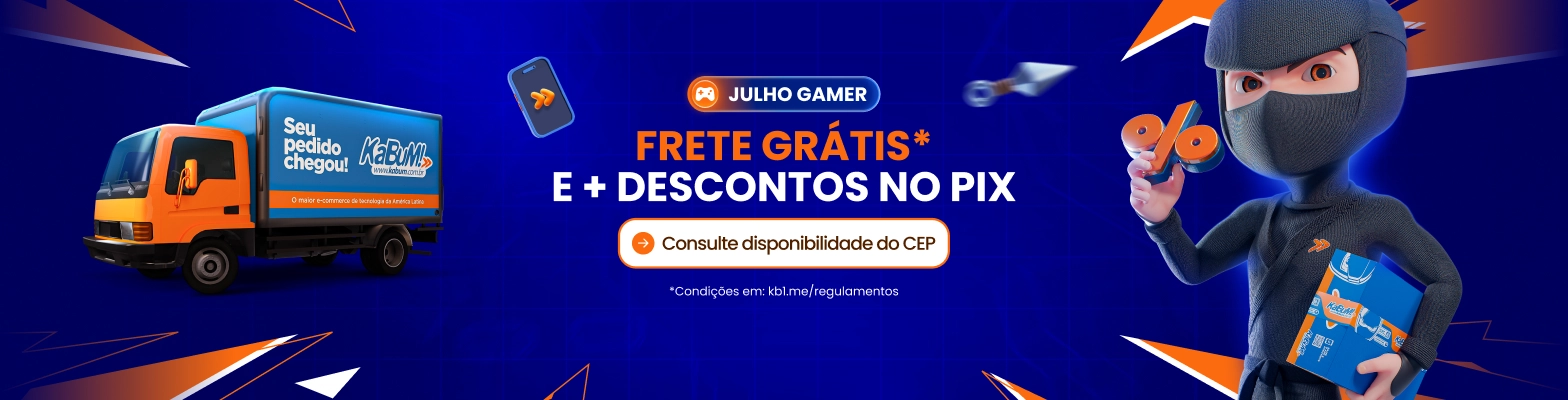 Seu
pedido
chegou!
KaBuM!
www.kabum.com.br
O maior e-commerce de tecnologia da América Latina
JULHO GAMER
FRETE GRÁTIS*
E + DESCONTOS NO PIX
Consulte disponibilidade do CEP
*Condições em: kb1.me/regulamentos
%
KaBuM!
KaBuM!